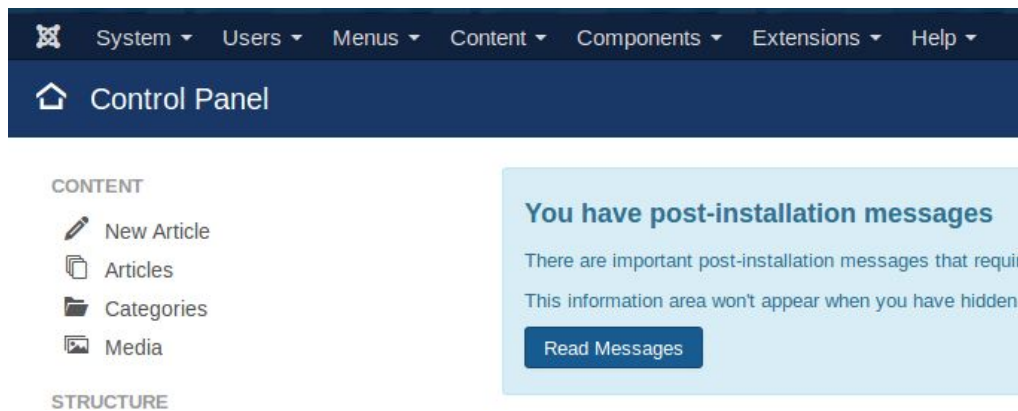 System Users Menus Content Components Extensions Help
Control Panel
CONTENT
New Article
Articles
Categories
Media
STRUCTURE
You have post-installation messages
There are important post-installation messages that requi
This information area won't appear when you have hidden
Read Messages